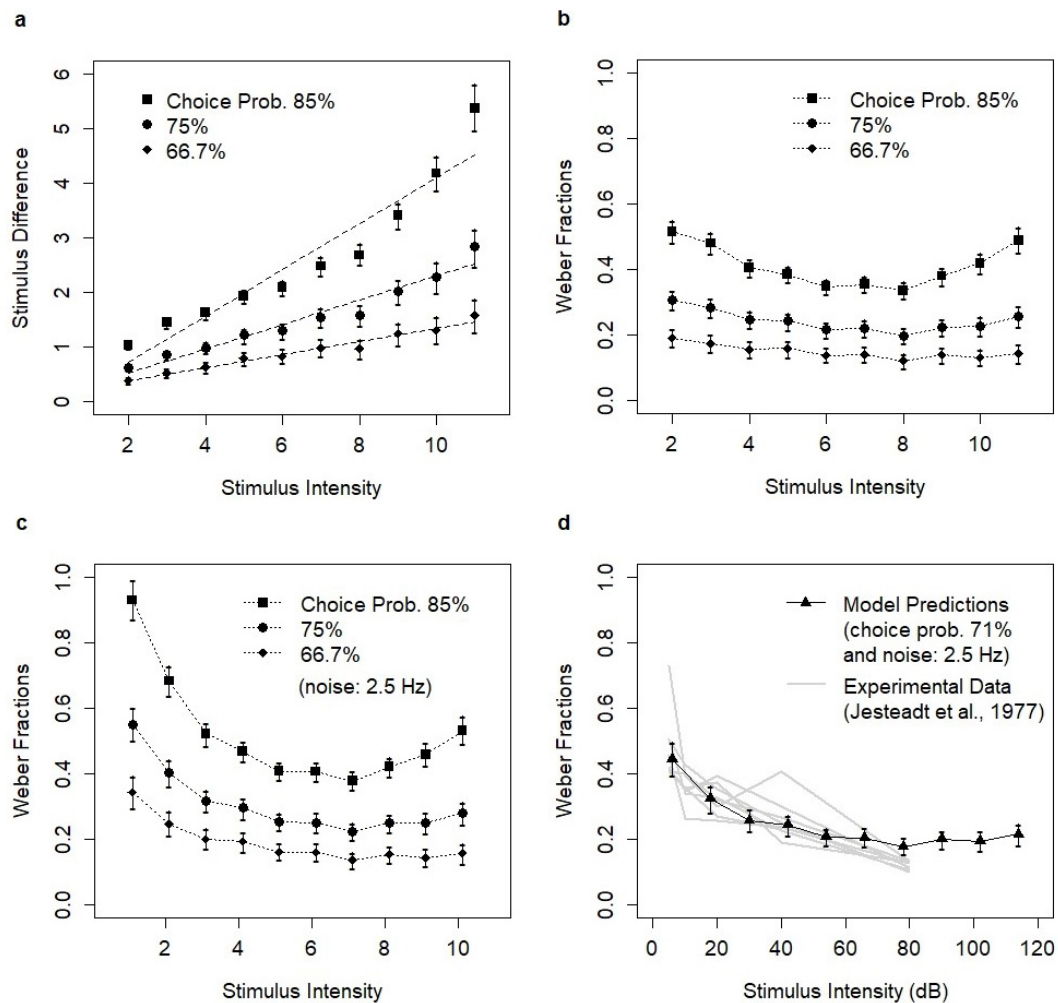 a
Stimulus Difference
6
5
4
3
2
1
0
Choice Prob. 85%
75%
66.7%
2 4 6 8 10
Stimulus Intensity
b
Weber Fractions
1.0
0.8
0.6
0.4
0.2
0.0
Choice Prob. 85%
75%
66.7%
2 4 6 8 10
Stimulus Intensity
c
Weber Fractions
1.0
0.8
0.6
0.4
0.2
0.0
Choice Prob. 85%
75%
66.7%
(noise: 2.5 Hz)
2 4 6 8 10
Stimulus Intensity
d
Weber Fractions
1.0
0.8
0.6
0.4
0.2
0.0
Model Predictions
(choice prob. 71%
and noise: 2.5 Hz)
Experimental Data
(Jesteadt et al., 1977)
0 20 40 60 80 100 120
Stimulus Intensity (dB)